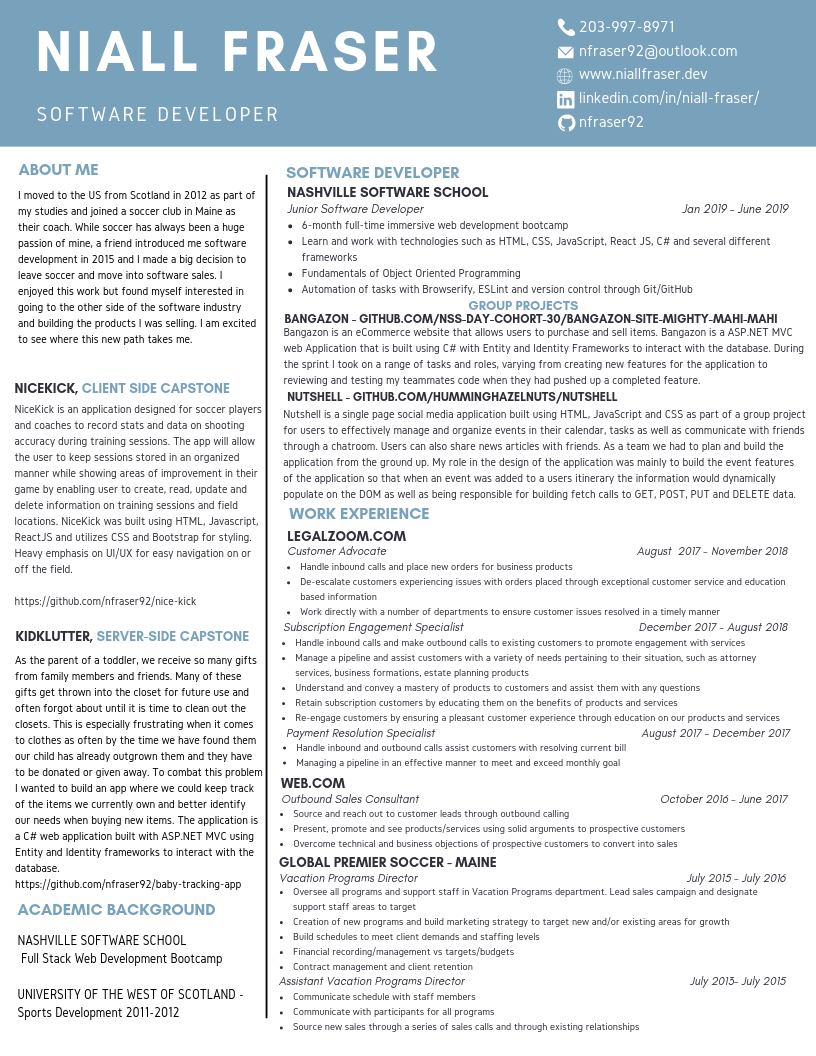 NIALL FRASER
SOFTWARE DEVELOPER
203-997-8971
nfraser92@outlook.com
www.niallfraser.dev
linkedin.com/in/niall-fraser/
nfraser92
ABOUT ME
I moved to the US from Scotland in 2012 as part of
my studies and joined a soccer club in Maine as
their coach. While soccer has always been a huge
passion of mine, a friend introduced me software
development in 2015 and I made a big decision to
leave soccer and move into software sales. I
enjoyed this work but found myself interested in
going to the other side of the software industry
and building the products I was selling. I am excited
to see where this new path takes me.
NICEKICK, CLIENT SIDE CAPSTONE
NiceKick is an application designed for soccer players
and coaches to record stats and data on shooting
accuracy during training sessions. The app will allow
the user to keep sessions stored in an organized
manner while showing areas of improvement in their
game by enabling user to create, read, update and
delete information on training sessions and field
locations. NiceKick was built using HTML, Javascript,
ReactJS and utilizes CSS and Bootstrap for styling.
Heavy emphasis on UI/UX for easy navigation on or
off the field.
https://github.com/nfraser92/nice-kick
KIDKLUTTER, SERVER-SIDE CAPSTONE
As the parent of a toddler, we receive so many gifts
from family members and friends. Many of these
gifts get thrown into the closet for future use and
often forgot about until it is time to clean out the
closets. This is especially frustrating when it comes
to clothes as often by the time we have found them
our child has already outgrown them and they have
to be donated or given away. To combat this problem
I wanted to build an app where we could keep track
of the items we currently own and better identify
our needs when buying new items. The application is
a C# web application built with ASP.NET MVC using
Entity and Identity frameworks to interact with the
database.
https://github.com/nfraser92/baby-tracking-app
ACADEMIC BACKGROUND
NASHVILLE SOFTWARE SCHOOL
Full Stack Web Development Bootcamp
UNIVERSITY OF THE WEST OF SCOTLAND -
Sports Development 2011-2012
SOFTWARE DEVELOPER
NASHVILLE SOFTWARE SCHOOL
Junior Software Developer Jan 2019 - June 2019
• 6-month full-time immersive web development bootcamp
• Learn and work with technologies such as HTML, CSS, JavaScript, React JS, C# and several different
frameworks
• Fundamentals of Object Oriented Programming
• Automation of tasks with Browserify, ESLint and version control through Git/GitHub
GROUP PROJECTS
BANGAZON - GITHUB.COM/NSS-DAY-COHORT-30/BANGAZON-SITE-MIGHTY-MAHI-MAHI
Bangazon is an eCommerce website that allows users to purchase and sell items. Bangazon is a ASP.NET MVC
web Application that is built using C# with Entity and Identity Frameworks to interact with the database. During
the sprint I took on a range of tasks and roles, varying from creating new features for the application to
reviewing and testing my teammates code when they had pushed up a completed feature.
NUTSHELL - GITHUB.COM/HUMMINGHAZELNUTS/NUTSHELL
Nutshell is a single page social media application built using HTML, JavaScript and CSS as part of a group project
for users to effectively manage and organize events in their calendar, tasks as well as communicate with friends
through a chatroom. Users can also share news articles with friends. As a team we had to plan and build the
application from the ground up. My role in the design of the application was mainly to build the event features
of the application so that when an event was added to a users itinerary the information would dynamically
populate on the DOM as well as being responsible for building fetch calls to GET, POST, PUT and DELETE data.
WORK EXPERIENCE
LEGALZOOM.COM
Customer Advocate August 2017 - November 2018
• Handle inbound calls and place new orders for business products
• De-escalate customers experiencing issues with orders placed through exceptional customer service and education
based information
• Work directly with a number of departments to ensure customer issues resolved in a timely manner
Subscription Engagement Specialist December 2017 - August 2018
• Handle inbound calls and make outbound calls to existing customers to promote engagement with services
• Manage a pipeline and assist customers with a variety of needs pertaining to their situation, such as attorney
services, business formations, estate planning products
• Understand and convey a mastery of products to customers and assist them with any questions
• Retain subscription customers by educating them on the benefits of products and services
• Re-engage customers by ensuring a pleasant customer experience through education on our products and services
Payment Resolution Specialist August 2017 - December 2017
• Handle inbound and outbound calls assist customers with resolving current bill
• Managing a pipeline in an effective manner to meet and exceed monthly goal
WEB.COM
Outbound Sales Consultant October 2016 - June 2017
• Source and reach out to customer leads through outbound calling
• Present, promote and see products/services using solid arguments to prospective customers
• Overcome technical and business objections of prospective customers to convert into sales
GLOBAL PREMIER SOCCER - MAINE
Vacation Programs Director July 2015 - July 2016
• Oversee all programs and support staff in Vacation Programs department. Lead sales campaign and designate
support staff areas to target
• Creation of new programs and build marketing strategy to target new and/or existing areas for growth
• Build schedules to meet client demands and staffing levels
• Financial recording/management vs targets/budgets
• Contract management and client retention
Assistant Vacation Programs Director July 2013- July 2015
• Communicate schedule with staff members
• Communicate with participants for all programs
• Source new sales through a series of sales calls and through existing relationships